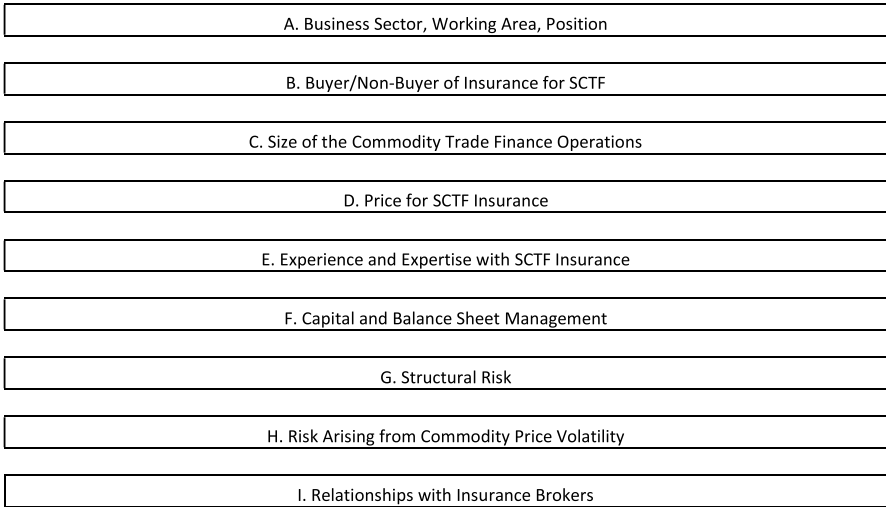 A. Business Sector, Working Area, Position
B. Buyer/Non-Buyer of Insurance for SCTF
C. Size of the Commodity Trade Finance Operations
D. Price for SCTF Insurance
E. Experience and Expertise with SCTF Insurance
F. Capital and Balance Sheet Management
G. Structural Risk
H. Risk Arising from Commodity Price Volatility
I. Relationships with Insurance Brokers